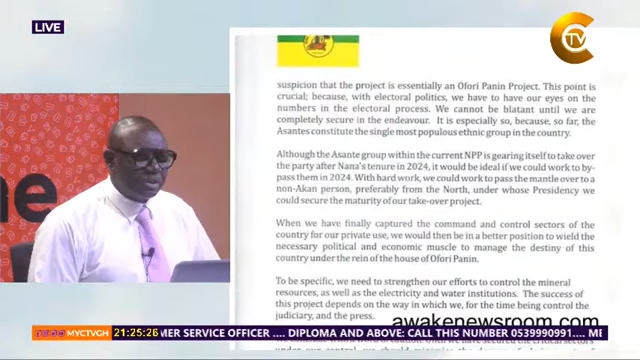 LIVE
C
TV
suspicion that the project is essentially an Ofori Panin Project. This point is
crucial; because, with electoral politics, we have to have our eyes on the
numbers in the electoral process. We cannot be blatant until we are
completely secure in the endeavour. It is especially so, because, so far, the
Asantes constitute the single most populous ethnic group in the country.
Although the Asante group within the current NPP is gearing itself to take over
the party after Nana's tenure in 2024, it would be ideal if we could work to by-
pass them in 2024. With hard work, we could work to pass the mantle over to a
non-Akan person, preferably from the North, under whose Presidency we
could secure the maturity of our take-over project.
When we have finally captured the command and control sectors of the
country for our private use, we would then be in a better position to wield the
necessary political and economic muscle to manage the destiny of this
country under the rein of the house of Ofori Panin.
To be specific, we need to strengthen our efforts to control the mineral
resources, as well as the electricity and water institutions. The success of
this project depends on the way in which we, for the time being control the
judiciary, and the press.
awakenewsroom.com
me
MYCTVGH 21:25:26 MER SERVICE OFFICER .... DIPLOMA AND ABOVE: CALL THIS NUMBER 0539990991.... ME